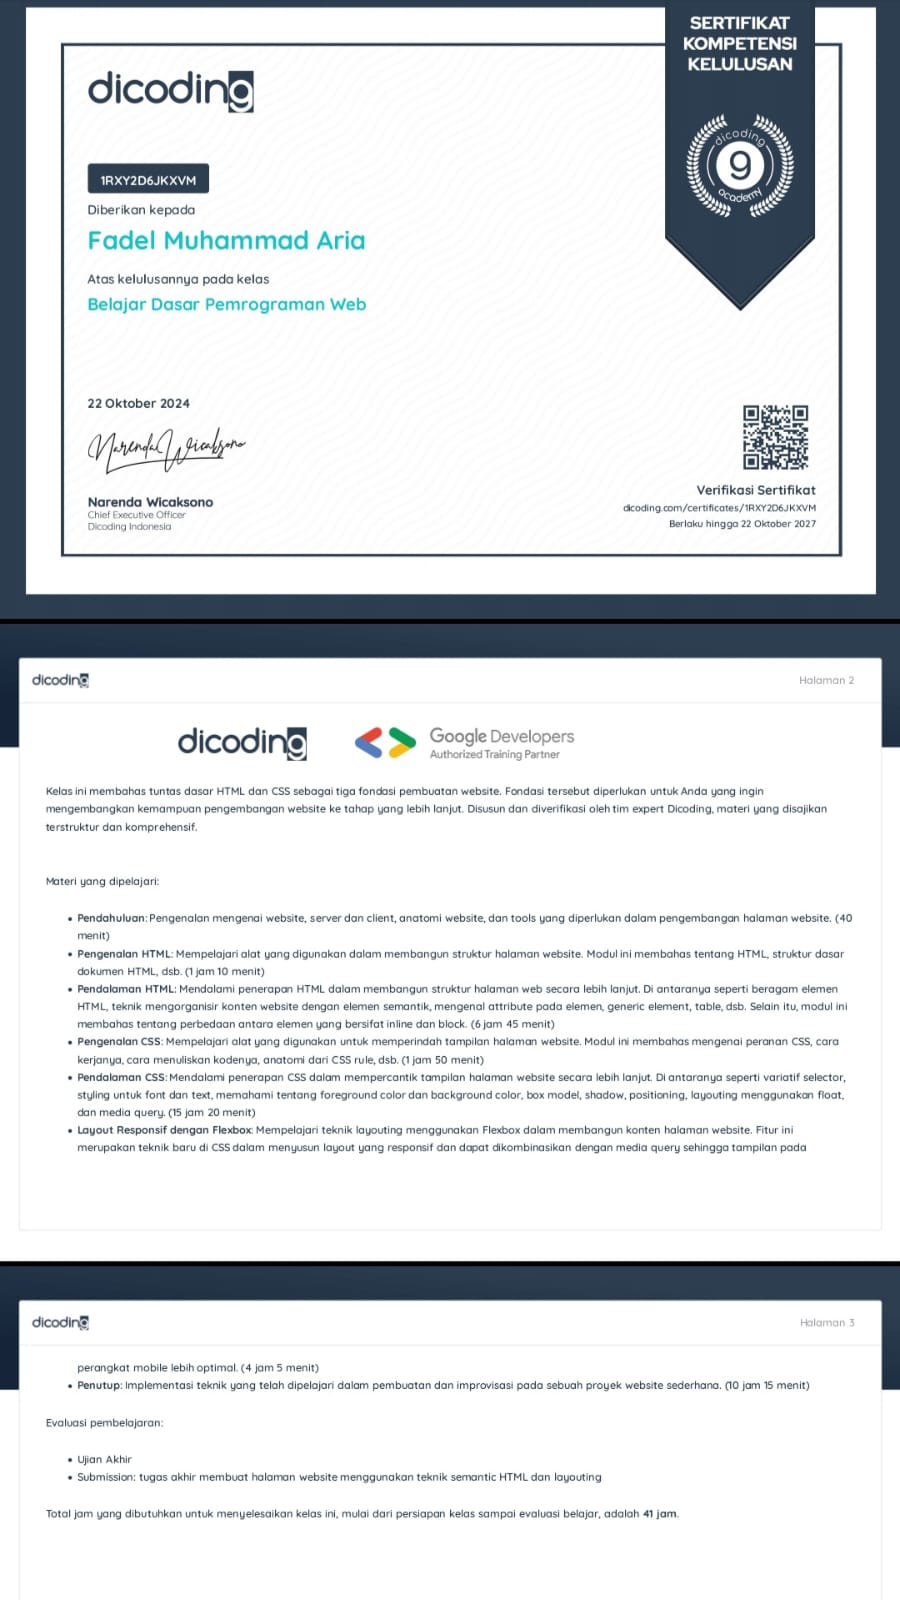 SERTIFIKAT
KOMPETENSI
KELULUSAN
dicoding
dicoding
9
academy
1RXY2D6JKXVM
Diberikan kepada
Fadel Muhammad Aria
Atas kelulusannya pada kelas
Belajar Dasar Pemrograman Web
22 Oktober 2024
Narenda Wicaksono
Narenda Wicaksono
Chief Executive Officer
Dicoding Indonesia
Verifikasi Sertifikat
dicoding.com/certificates/1RXY2D6JKXVM
Berlaku hingga 22 Oktober 2027
dicoding
Halaman 2
dicoding
Google Developers
Authorized Training Partner
Kelas ini membahas tuntas dasar HTML dan CSS sebagai tiga fondasi pembuatan website. Fondasi tersebut diperlukan untuk Anda yang ingin
mengembangkan kemampuan pengembangan website ke tahap yang lebih lanjut. Disusun dan diverifikasi oleh tim expert Dicoding, materi yang disajikan
terstruktur dan komprehensif.
Materi yang dipelajari:
• Pendahuluan: Pengenalan mengenai website, server dan client, anatomi website, dan tools yang diperlukan dalam pengembangan halaman website. (40
menit)
• Pengenalan HTML: Mempelajari alat yang digunakan dalam membangun struktur halaman website. Modul ini membahas tentang HTML, struktur dasar
dokumen HTML, dsb. (1 jam 10 menit)
• Pendalaman HTML: Mendalami penerapan HTML dalam membangun struktur halaman web secara lebih lanjut. Di antaranya seperti beragam elemen
HTML, teknik mengorganisir konten website dengan elemen semantik, mengenal attribute pada elemen, generic element, table, dsb. Selain itu, modul ini
membahas tentang perbedaan antara elemen yang bersifat inline dan block. (6 jam 45 menit)
• Pengenalan CSS: Mempelajari alat yang digunakan untuk memperindah tampilan halaman website. Modul ini membahas mengenai peranan CSS, cara
kerjanya, cara menuliskan kodenya, anatomi dari CSS rule, dsb. (1 jam 50 menit)
• Pendalaman CSS: Mendalami penerapan CSS dalam mempercantik tampilan halaman website secara lebih lanjut. Di antaranya seperti variatif selector,
styling untuk font dan text, memahami tentang foreground color dan background color, box model, shadow, positioning, layouting menggunakan float,
dan media query. (15 jam 20 menit)
• Layout Responsif dengan Flexbox: Mempelajari teknik layouting menggunakan Flexbox dalam membangun konten halaman website. Fitur ini
merupakan teknik baru di CSS dalam menyusun layout yang responsif dan dapat dikombinasikan dengan media query sehingga tampilan pada
dicoding
Halaman 3
perangkat mobile lebih optimal. (4 jam 5 menit)
• Penutup: Implementasi teknik yang telah dipelajari dalam pembuatan dan improvisasi pada sebuah proyek website sederhana. (10 jam 15 menit)
Evaluasi pembelajaran:
• Ujian Akhir
• Submission: tugas akhir membuat halaman website menggunakan teknik semantic HTML dan layouting
Total jam yang dibutuhkan untuk menyelesaikan kelas ini, mulai dari persiapan kelas sampai evaluasi belajar, adalah 41 jam.